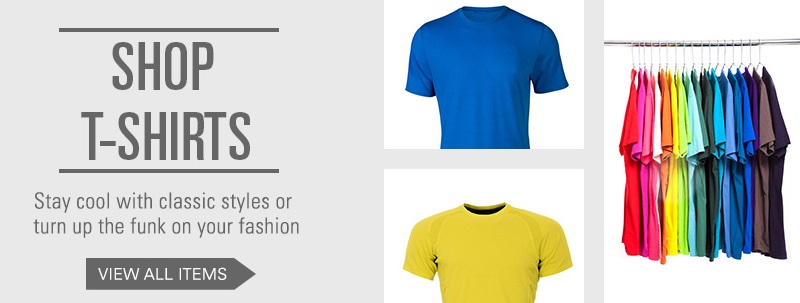 SHOP
T-SHIRTS
Stay cool with classic styles or
turn up the funk on your fashion
VIEW ALL ITEMS